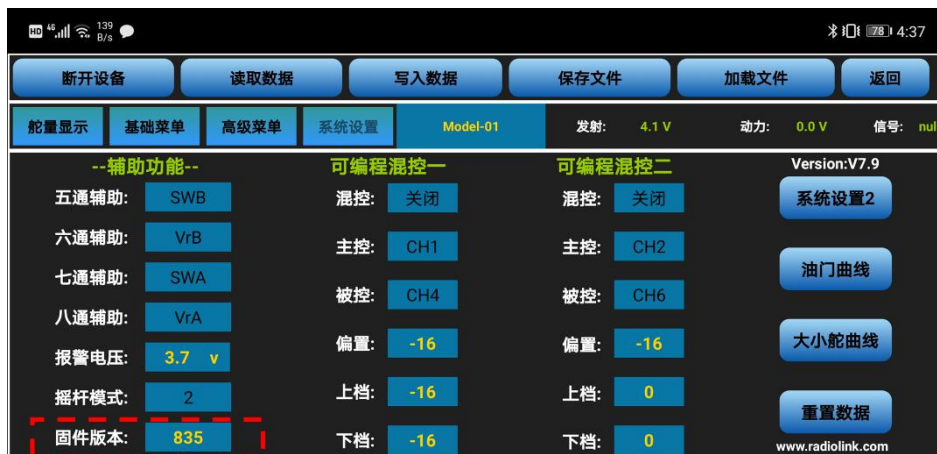 HD 46 139 B/s 78 4:37
断开设备 读取数据 写入数据 保存文件 加载文件 返回
舵量显示 基础菜单 高级菜单 系统设置 Model-01 发射: 4.1 V 动力: 0.0 V 信号: nul
--辅助功能-- 可编程混控一 可编程混控二 Version:V7.9
五通辅助: SWB 混控: 关闭 混控: 关闭 系统设置2
六通辅助: VrB 主控: CH1 主控: CH2
七通辅助: SWA 被控: CH4 被控: CH6 油门曲线
八通辅助: VrA 偏置: -16 偏置: -16 大小舵曲线
报警电压: 3.7 v
摇杆模式: 2 上档: -16 上档: 0 重置数据
固件版本: 835 下档: -16 下档: 0 www.radiolink.com